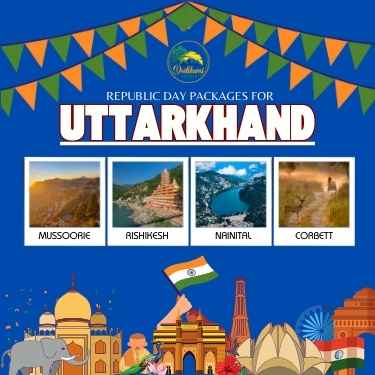 REPUBLIC DAY PACKAGES FOR
UTTARKHAND
MUSSOORIE
RISHIKESH
NAINITAL
CORBETT